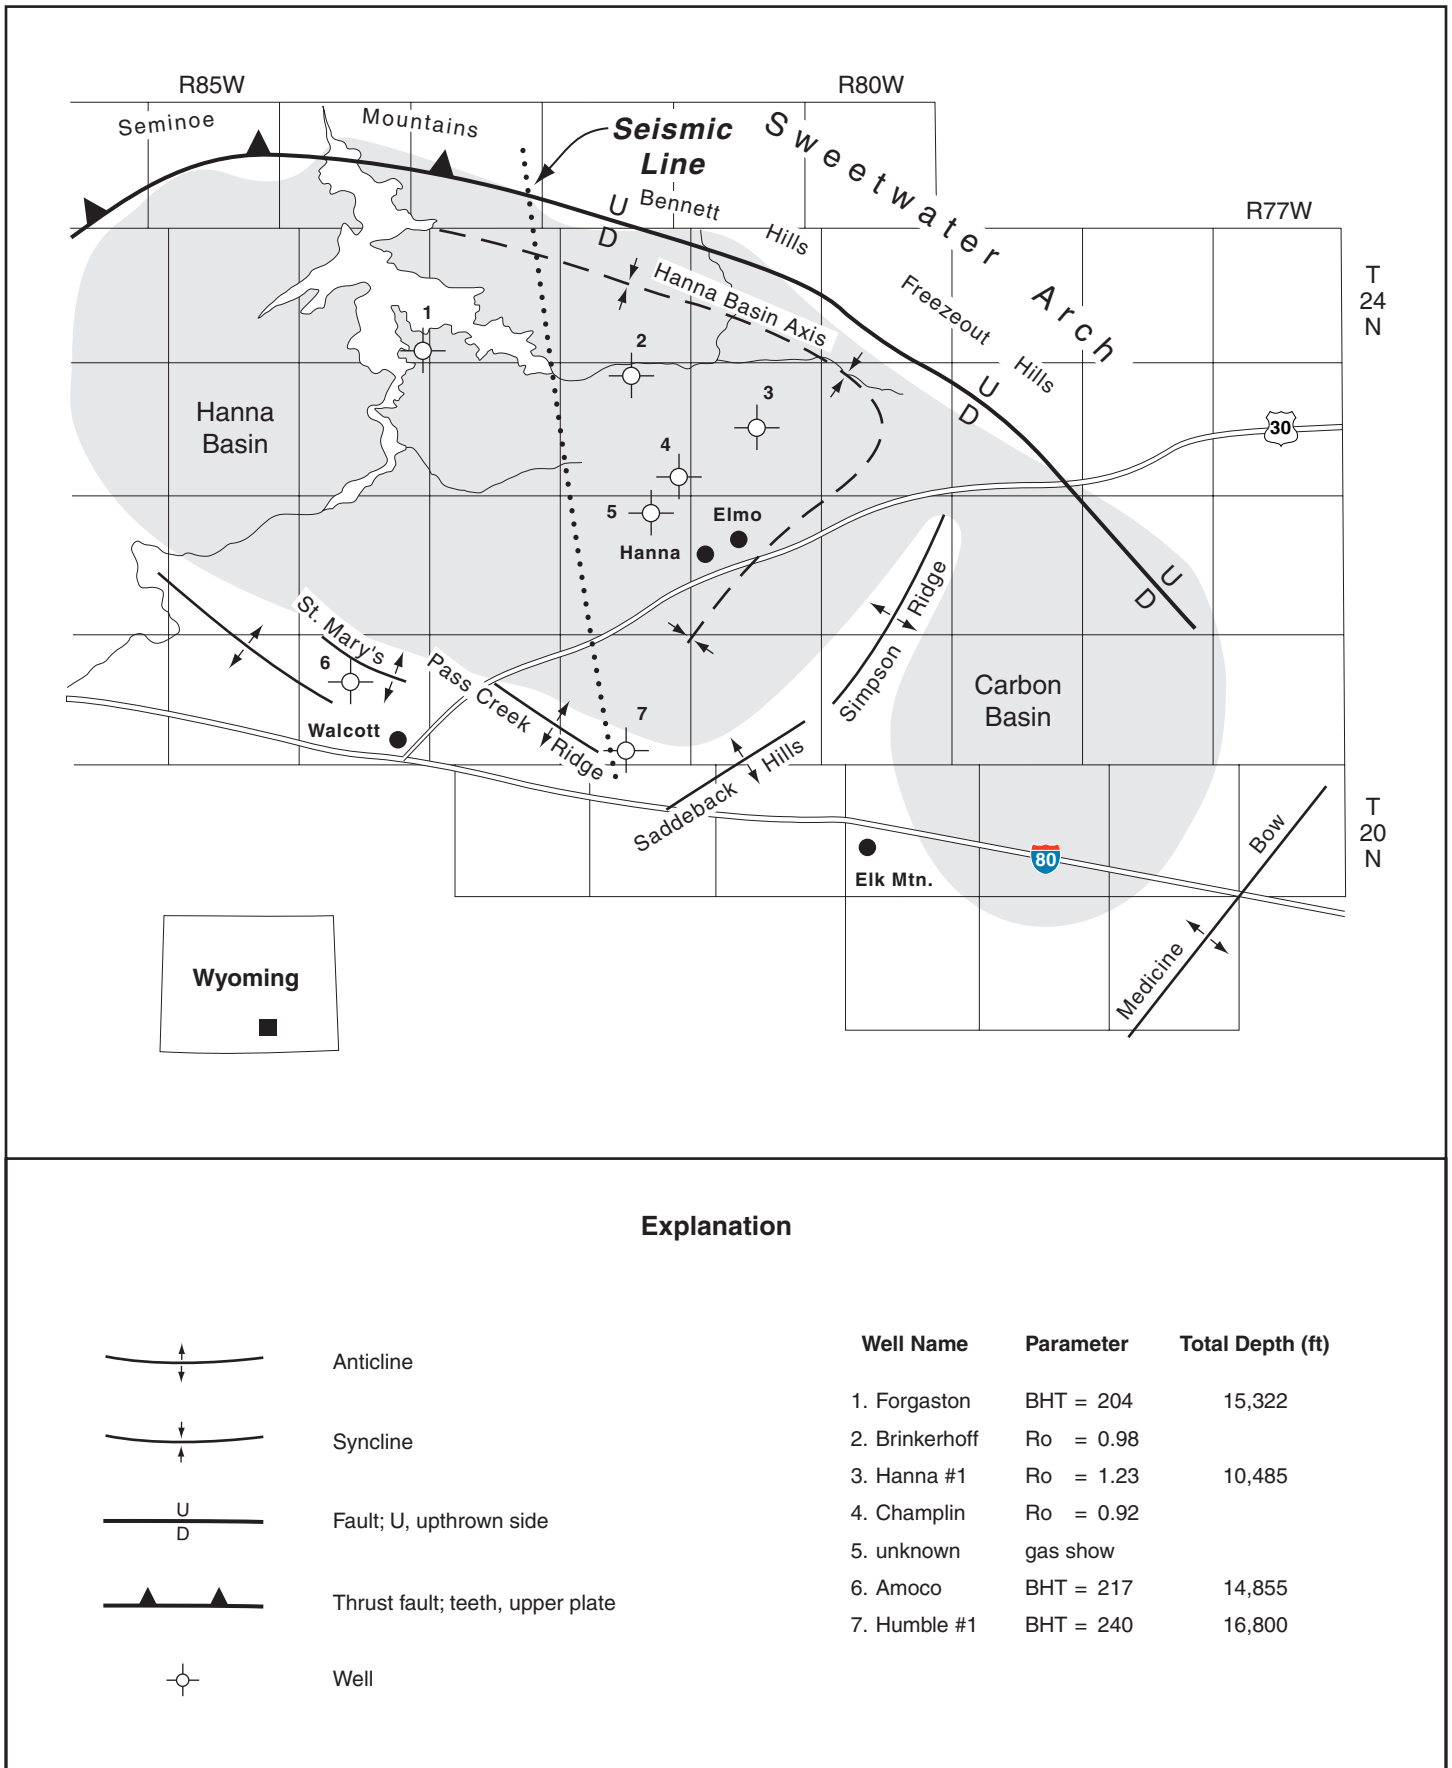 R85W
R80W
Seminoe
Mountains
Seismic
Line
Sweetwater Arch
U
D
Bennett
Hills
R77W
Hanna Basin Axis
Freezeout
Hills
T
24
N
1
2
3
U
D
Hanna
Basin
30
4
5
Elmo
Hanna
U
D
St. Mary's
6
Pass Creek
Ridge
Simpson
Ridge
Carbon
Basin
7
Walcott
Saddeback
Hills
T
20
N
80
Elk Mtn.
Medicine
Bow
Wyoming
Explanation
Anticline
Syncline
U
D
Fault; U, upthrown side
Thrust fault; teeth, upper plate
Well
Well Name Parameter Total Depth (ft)
1. Forgaston BHT = 204 15,322
2. Brinkerhoff Ro = 0.98
3. Hanna #1 Ro = 1.23 10,485
4. Champlin Ro = 0.92
5. unknown gas show
6. Amoco BHT = 217 14,855
7. Humble #1 BHT = 240 16,800